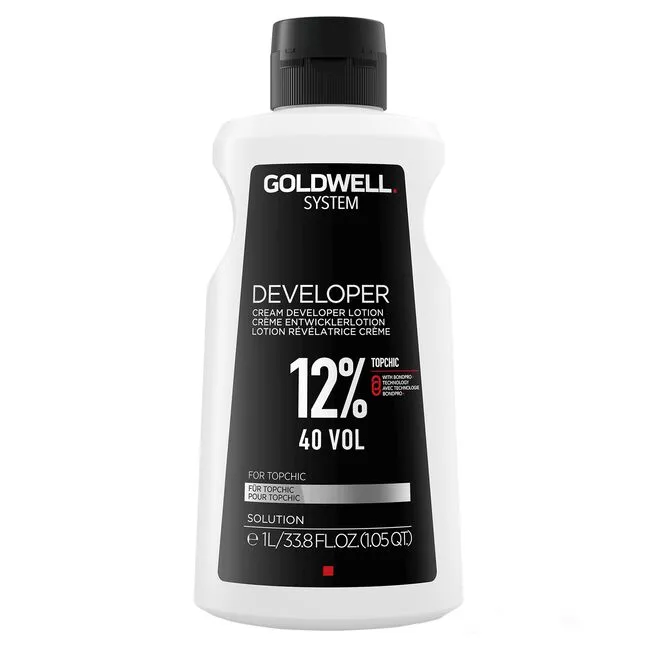 GOLDWELL.
SYSTEM
DEVELOPER
CREAM DEVELOPER LOTION
CRÈME ENTWICKLERLOTION
LOTION RÉVÉLATRICE CRÈME
12%
TOPCHIC
WITH BONDPRO+
TECHNOLOGY
AVEC TECHNOLOGIE
BONDPRO+
40 VOL
FOR TOPCHIC
FÜR TOPCHIC
POUR TOPCHIC
SOLUTION
℮ 1L/33.8 FL.OZ.(1.05 QT.)